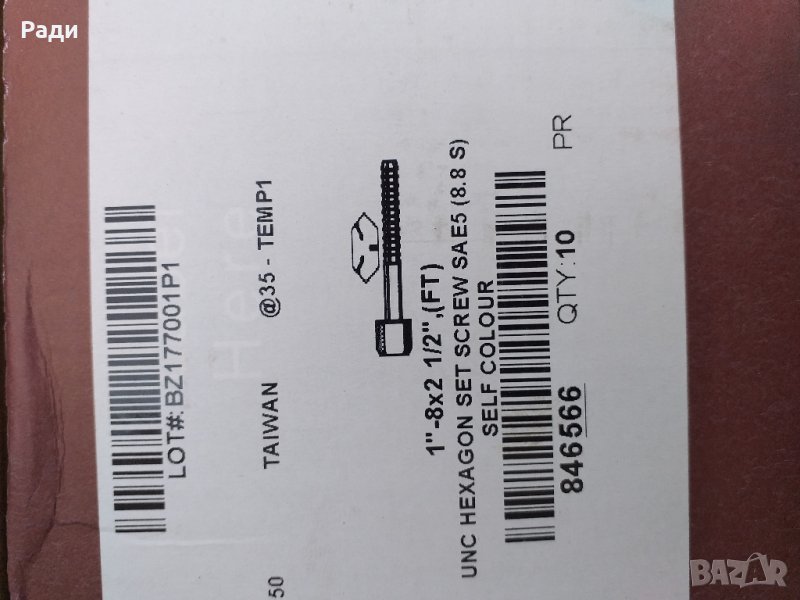 Ради
LOT#:BZ177001P1
TAIWAN @35 - TEMP1
50
1"-8x2 1/2",(FT)
UNC HEXAGON SET SCREW SAE5 (8.8 S)
SELF COLOUR
846566 QTY:10 PR
BAZAR